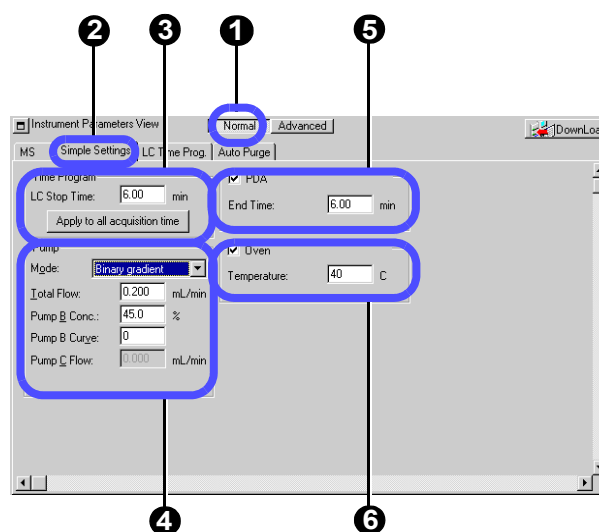 2 3 1 5
Instrument Parameters View Normal Advanced DownLoa
MS Simple Settings LC Time Prog. Auto Purge
Time Program
LC Stop Time: 6.00 min
Apply to all acquisition time
PDA
End Time: 6.00 min
Pump
Mode: Binary gradient
Total Flow: 0.200 mL/min
Pump B Conc.: 45.0 %
Pump B Curve: 0
Pump C Flow: 0.000 mL/min
Oven
Temperature: 40 C
4 6